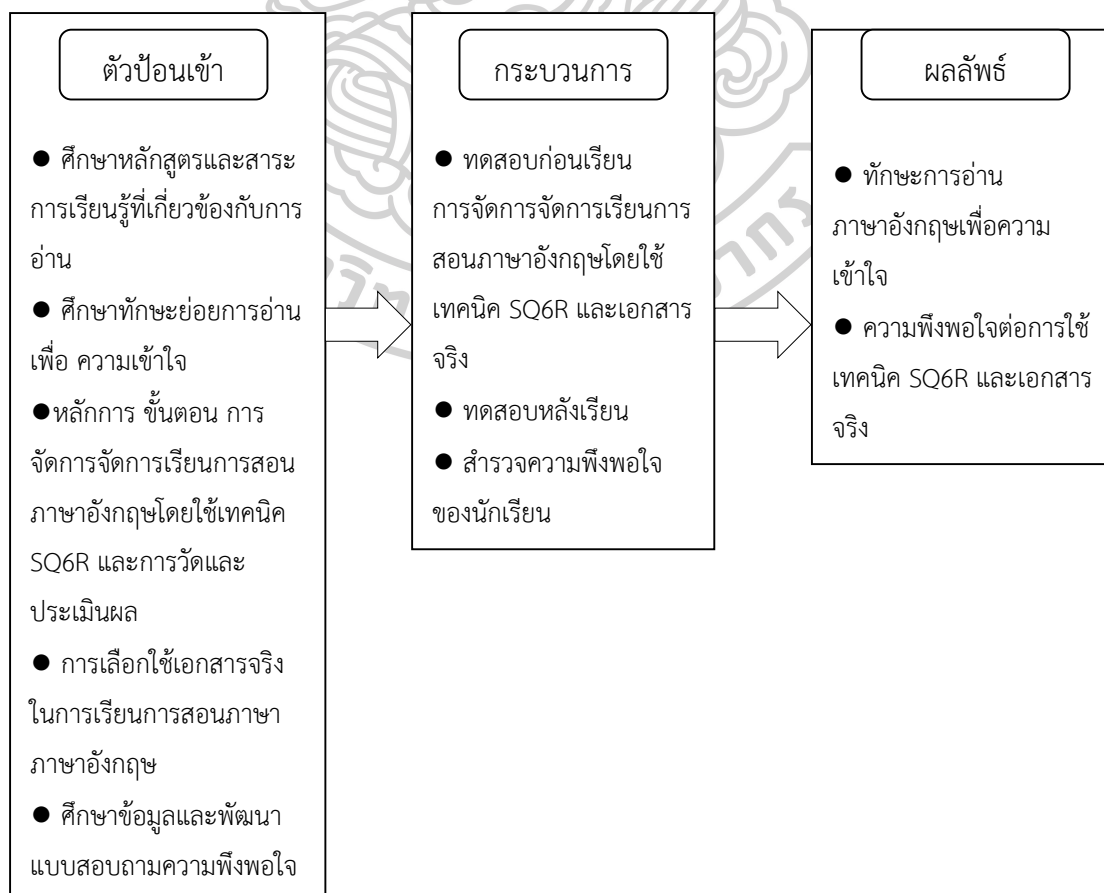 ตัวป้อนเข้า
● ศึกษาหลักสูตรและสาระ
การเรียนรู้ที่เกี่ยวข้องกับการ
อ่าน
● ศึกษาทักษะย่อยการอ่าน
เพื่อ ความเข้าใจ
●หลักการ ขั้นตอน การ
จัดการจัดการเรียนการสอน
ภาษาอังกฤษโดยใช้เทคนิค
SQ6R และการวัดและ
ประเมินผล
● การเลือกใช้เอกสารจริง
ในการเรียนการสอนภาษา
ภาษาอังกฤษ
● ศึกษาข้อมูลและพัฒนา
แบบสอบถามความพึงพอใจ
กระบวนการ
● ทดสอบก่อนเรียน
การจัดการจัดการเรียนการ
สอนภาษาอังกฤษโดยใช้
เทคนิค SQ6R และเอกสาร
จริง
● ทดสอบหลังเรียน
● สำรวจความพึงพอใจ
ของนักเรียน
ผลลัพธ์
● ทักษะการอ่าน
ภาษาอังกฤษเพื่อความ
เข้าใจ
● ความพึงพอใจต่อการใช้
เทคนิค SQ6R และเอกสาร
จริง